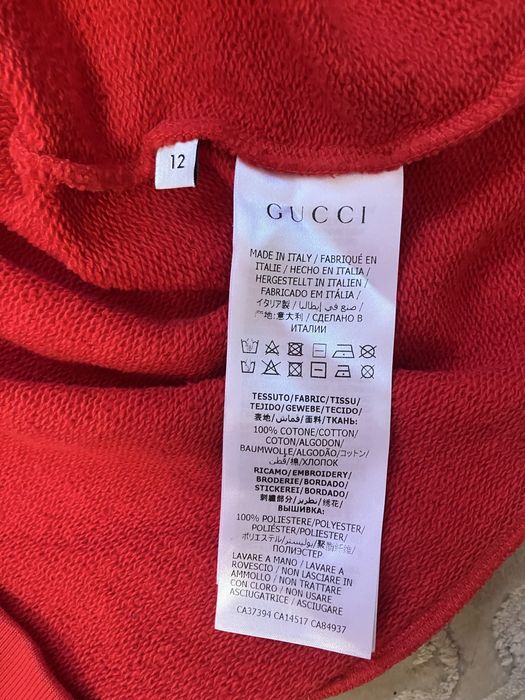 12
GUCCI
MADE IN ITALY / FABRIQUÉ EN
ITALIE / HECHO EN ITALIA /
HERGESTELLT IN ITALIEN /
FABRICADO EM ITÁLIA /
イタリア製 / صنع في إيطاليا /
产地:意大利 / СДЕЛАНО В
ИТАЛИИ
TESSUTO/FABRIC/TISSU/
TEJIDO/GEWEBE/TECIDO/
表地/قماش/面料/ТКАНЬ:
100% COTONE/COTTON/
COTON/ALGODON/
BAUMWOLLE/ALGODÃO/コットン/
قطن/棉/ХЛОПОК
RICAMO/EMBROIDERY/
BRODERIE/BORDADO/
STICKEREI/BORDADO/
刺繍部分/تطريز/绣花/
ВЫШИВКА:
100% POLIESTERE/POLYESTER/
POLYESTER/POLIÉSTER/
ポリエステル/بوليستر/聚酯纤维/
ПОЛИЭСТЕР
LAVARE A MANO / LAVARE A
ROVESCIO / NON LASCIARE IN
AMMOLLO / NON TRATTARE
CON CLORO / NON USARE
ASCIUGATRICE / ASCIUGARE
CA37394 CA14517 CA84937